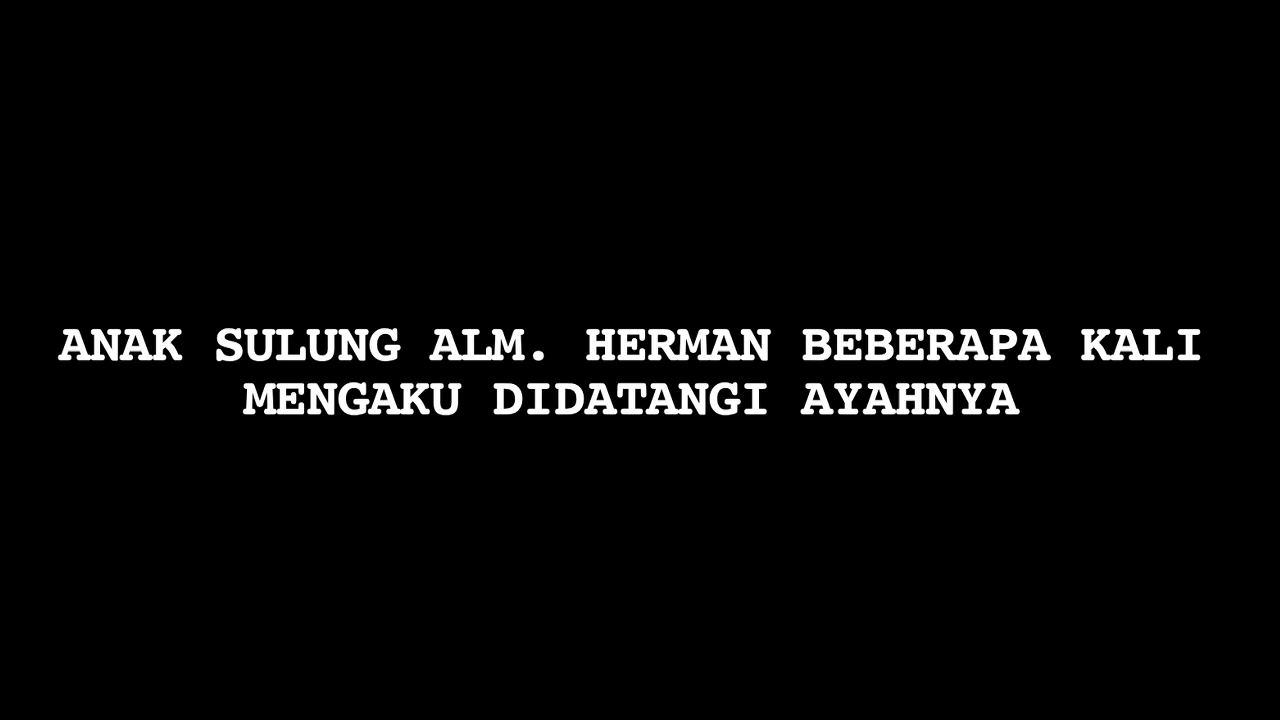 ANAK SULUNG ALM. HERMAN BEBERAPA KALI
MENGAKU DIDATANGI AYAHNYA